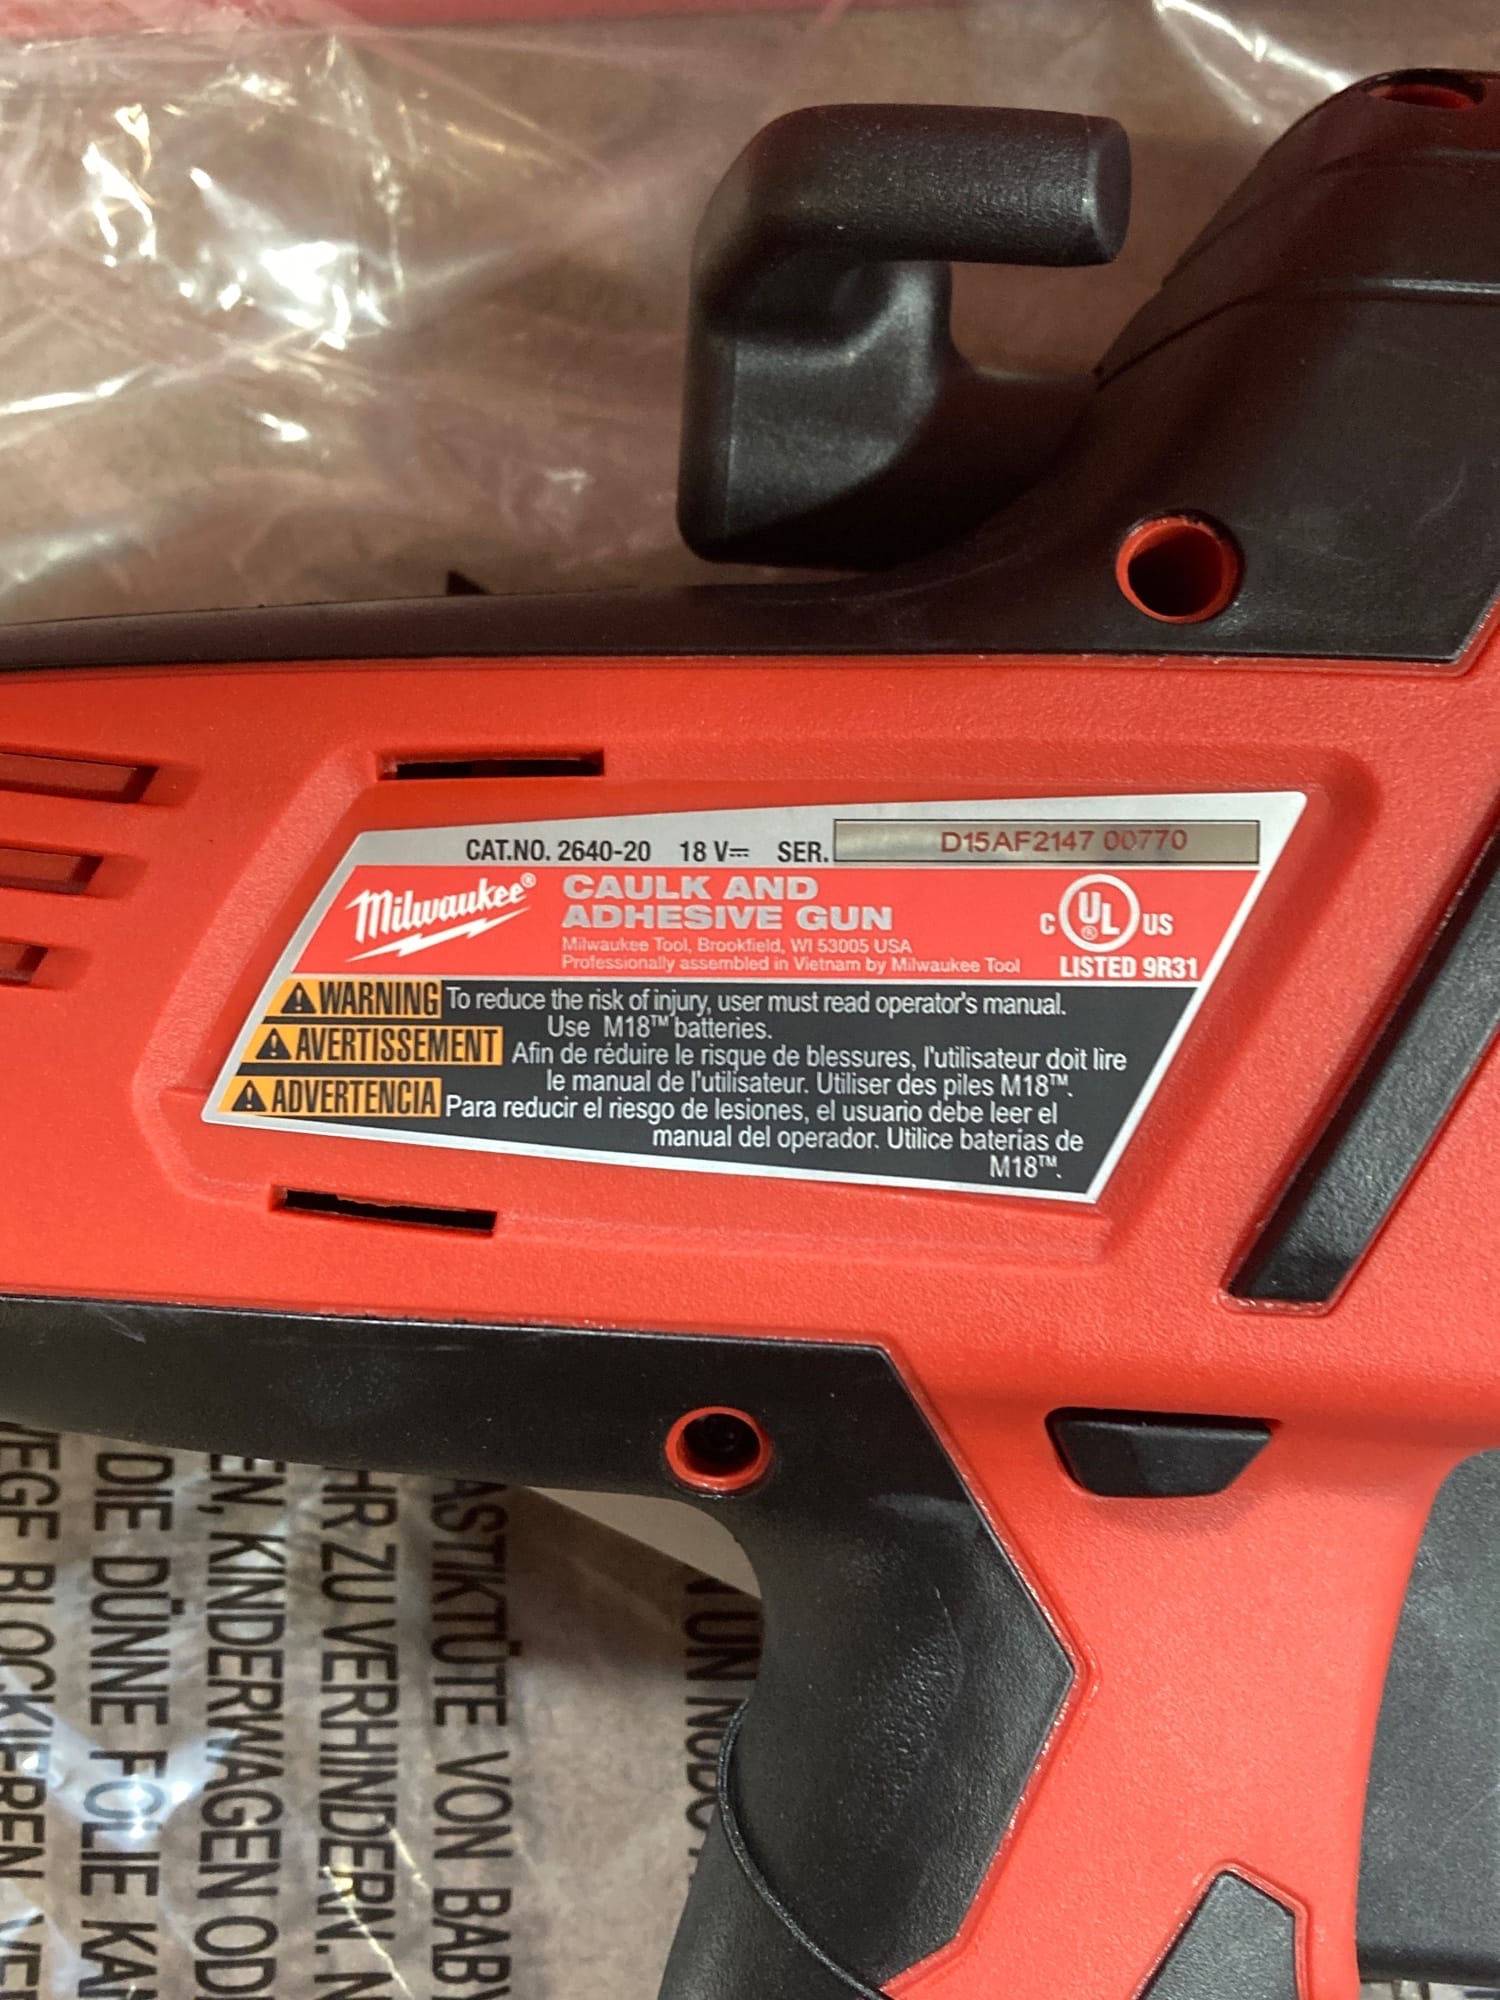 CAT.NO. 2640-20 18 V⎓ SER. D15AF2147 00770
Milwaukee®
CAULK AND
ADHESIVE GUN
Milwaukee Tool, Brookfield, WI 53005 USA
Professionally assembled in Vietnam by Milwaukee Tool
C UL® US
LISTED 9R31
WARNING To reduce the risk of injury, user must read operator's manual.
Use M18™ batteries.
AVERTISSEMENT Afin de réduire le risque de blessures, l'utilisateur doit lire
le manual de l'utilisateur. Utiliser des piles M18™.
ADVERTENCIA Para reducir el riesgo de lesiones, el usuario debe leer el
manual del operador. Utilice baterias de
M18™.
VON BAB
HR ZU VERHINDERN. N
EN, KINDERWAGEN OD
DIE DÜNNE FOLIE KAN